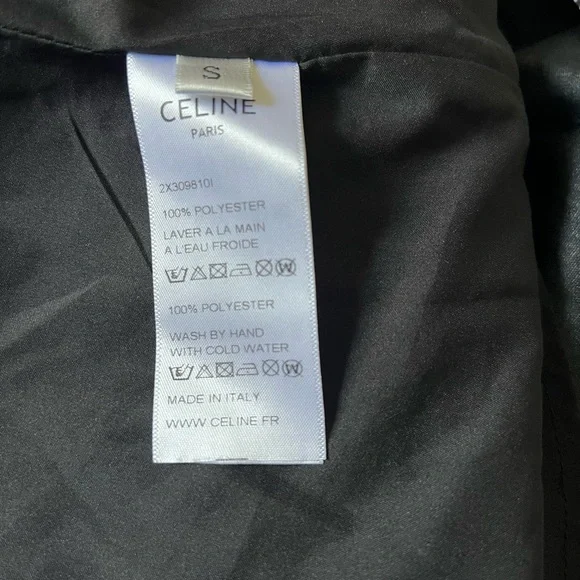 S
CELINE
PARIS
2X309810I
100% POLYESTER
LAVER A LA MAIN
A L'EAU FROIDE
100% POLYESTER
WASH BY HAND
WITH COLD WATER
MADE IN ITALY
WWW CELINE.FR